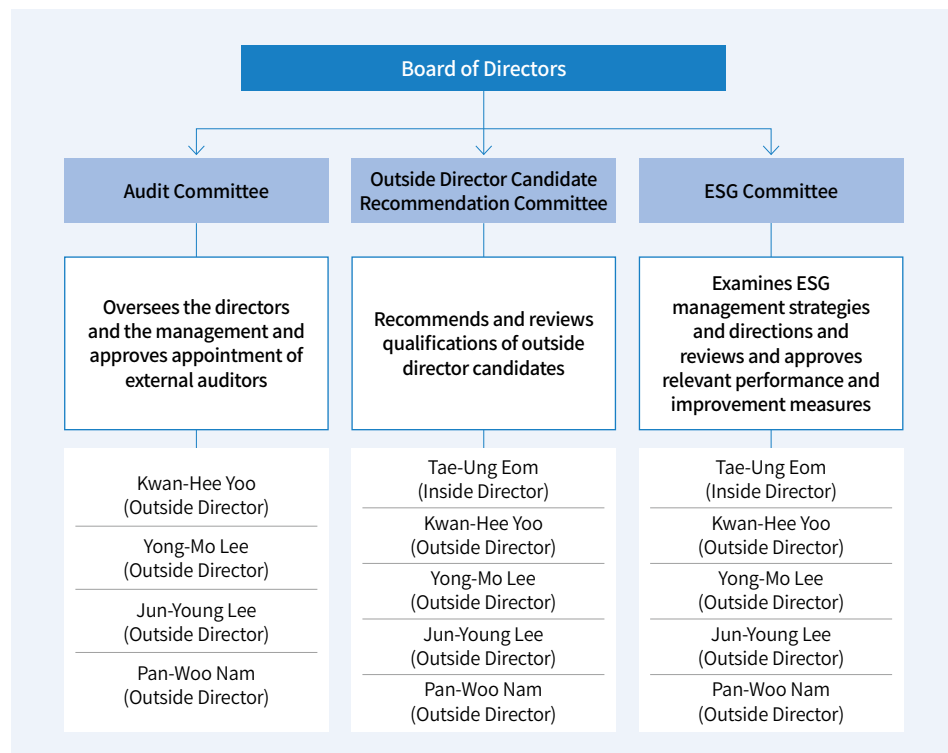 Board of Directors
Audit Committee
Outside Director Candidate
Recommendation Committee
ESG Committee
Oversees the directors
and the management and
approves appointment of
external auditors
Recommends and reviews
qualifications of outside
director candidates
Examines ESG
management strategies
and directions and
reviews and approves
relevant performance and
improvement measures
Kwan-Hee Yoo
(Outside Director)
Yong-Mo Lee
(Outside Director)
Jun-Young Lee
(Outside Director)
Pan-Woo Nam
(Outside Director)
Tae-Ung Eom
(Inside Director)
Kwan-Hee Yoo
(Outside Director)
Yong-Mo Lee
(Outside Director)
Jun-Young Lee
(Outside Director)
Pan-Woo Nam
(Outside Director)
Tae-Ung Eom
(Inside Director)
Kwan-Hee Yoo
(Outside Director)
Yong-Mo Lee
(Outside Director)
Jun-Young Lee
(Outside Director)
Pan-Woo Nam
(Outside Director)